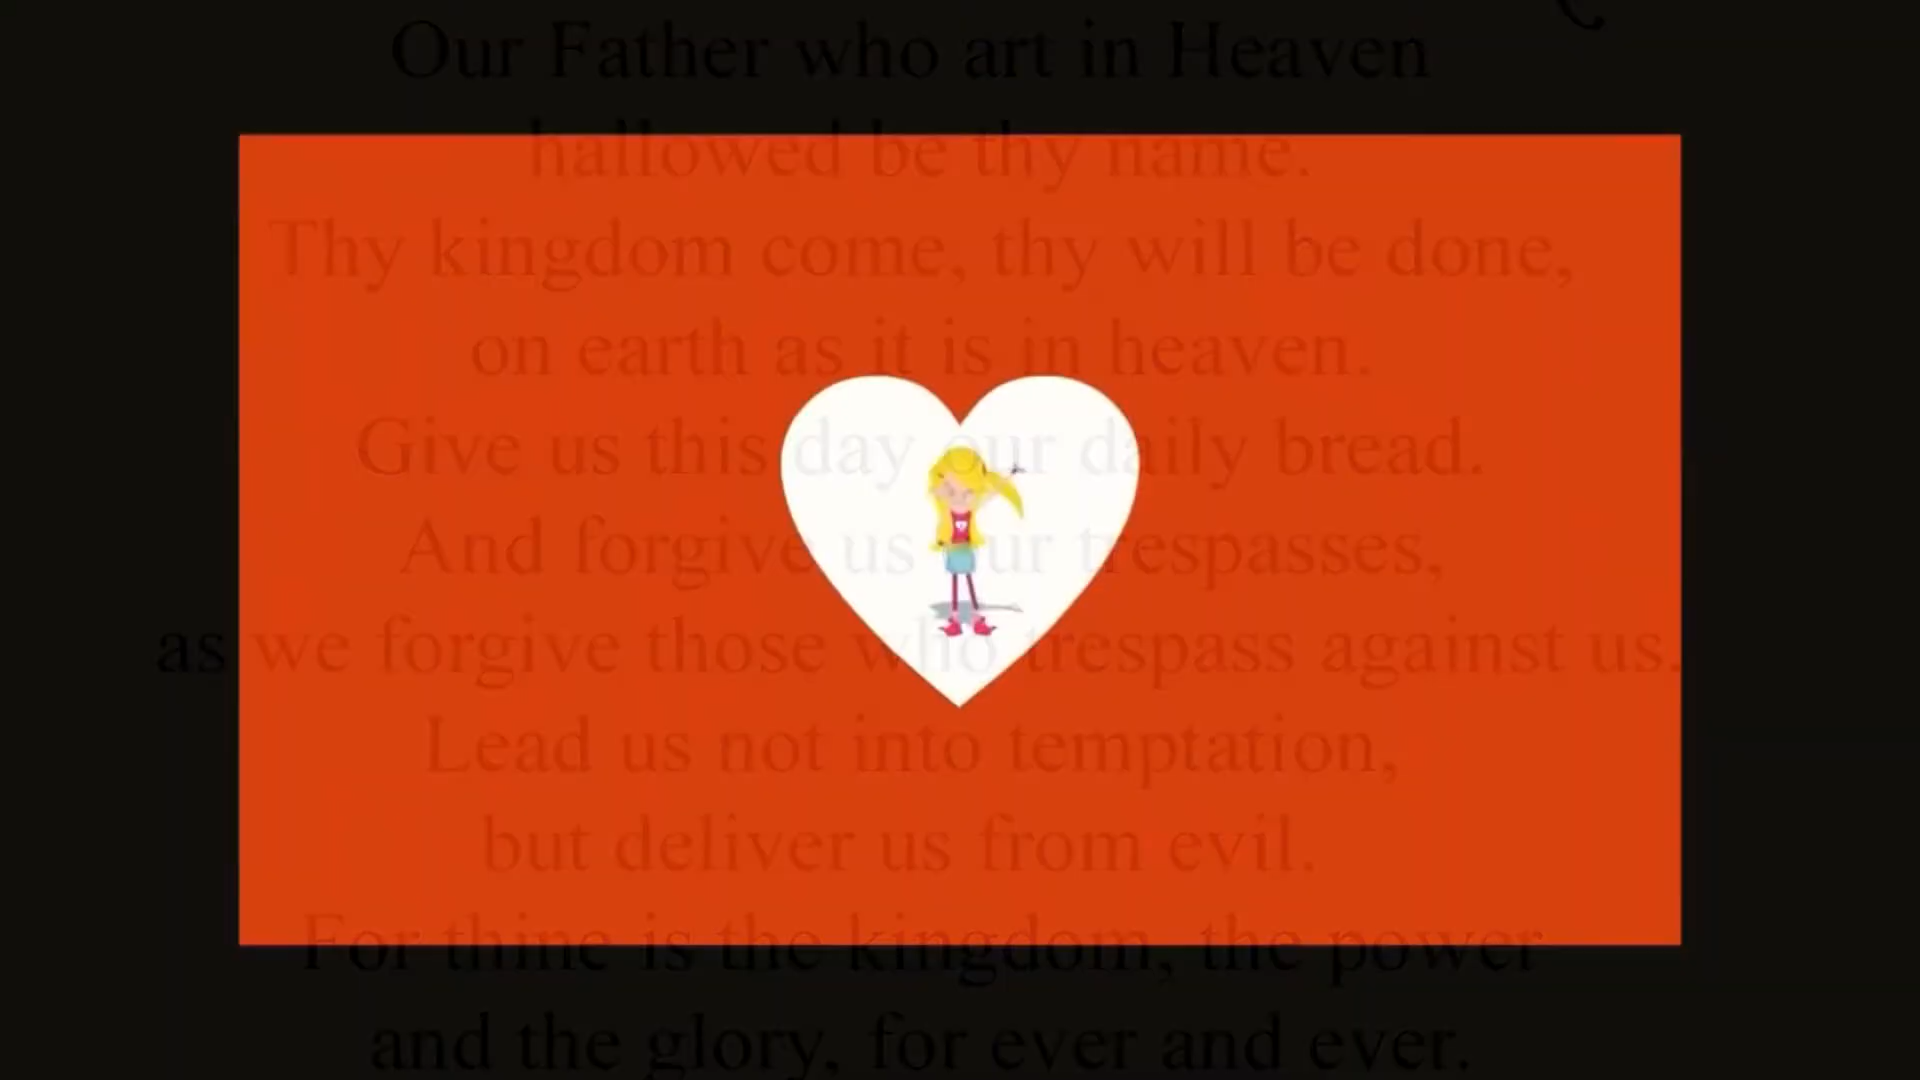 Our Father who art in Heaven
hallowed be thy name.
Thy kingdom come, thy will be done,
on earth as it is in heaven.
Give us this day our daily bread.
And forgive us our trespasses,
as we forgive those who trespass against us.
Lead us not into temptation,
but deliver us from evil.
For thine is the kingdom, the power
and the glory, for ever and ever.